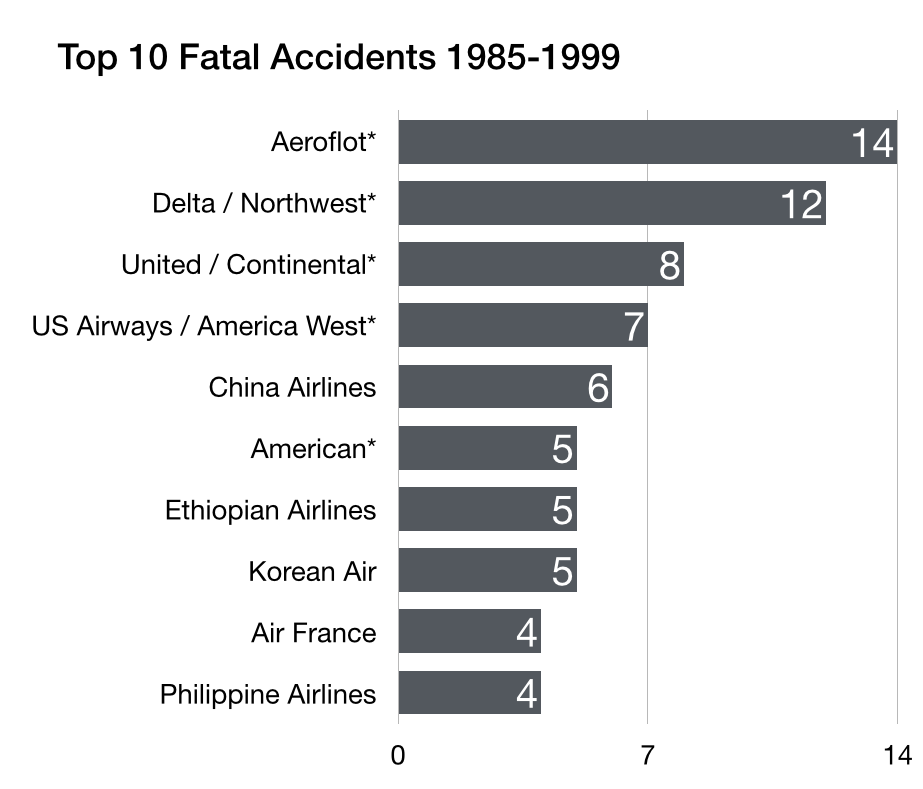 Top 10 Fatal Accidents 1985-1999
Aeroflot* 14
Delta / Northwest* 12
United / Continental* 8
US Airways / America West* 7
China Airlines 6
American* 5
Ethiopian Airlines 5
Korean Air 5
Air France 4
Philippine Airlines 4
0 7 14